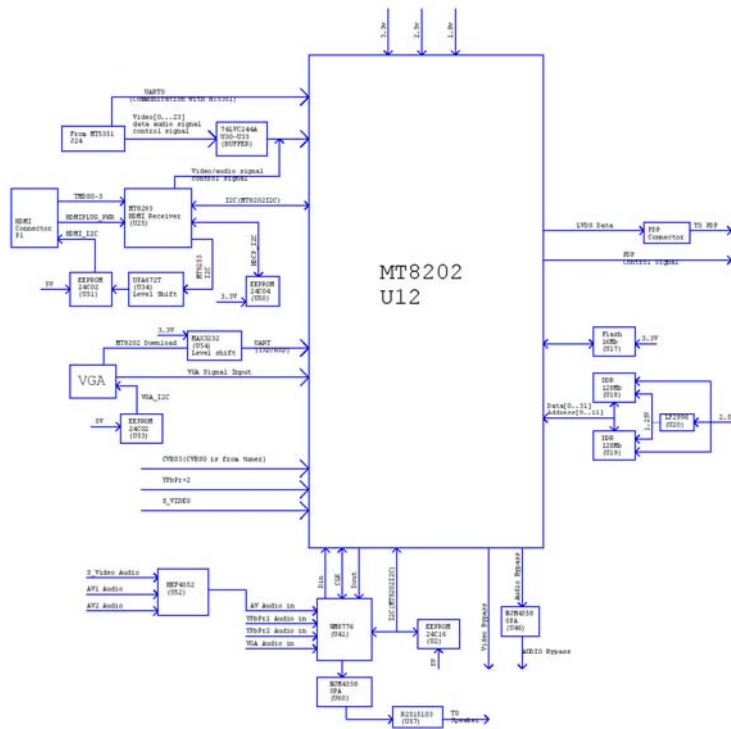 3.3V
2.5V
1.8V
UART0
(Communication with MT5351)
From MT5351
J24
Video[0...23]
data audio signal
control signal
74LVC244A
U30-U33
(BUFFER)
Video/audio signal
control signal
HDMI
Connector
P1
TMDS0-3
HDMIPLUG_PWR
HDMI_I2C
MT8293
HDMI Receiver
(U25)
I2C(MT8202I2C)
MT8293
I2C
HDCP_I2C
5V
EEPROM
24C02
(U51)
UPA672T
(U34)
Level Shift
3.3V
EEPROM
24C04
(U50)
MT8202
U12
LVDS Data
PDP
Connector
TO PDP
PDP
Control Signal
Flash
16Mb
(U17)
3.3V
DDR
128Mb
(U18)
Data[0..31]
Address[0..11]
1.25V
LP2996
(U20)
2.5
DDR
128Mb
(U19)
3.3V
MAX3232
(U54)
Level shift
MT8202 Download
UART
VGA
VGA Signal Input
VGA_I2C
5V
EEPROM
24C02
(U53)
CVBS3(CVBS0 is from tuner)
YPbPr*2
S_VIDEO
S_Video Audio
AV1 Audio
AV2 Audio
HEF4052
(U52)
AV Audio in
YPbPr1 Audio in
YPbPr2 Audio in
VGA Audio in
Din
CLK
Dout
WM8776
(U41)
I2C(MT8202I2C)
EEPROM
24C16
(U2)
5V
Video Bypass
Audio Bypass
NJM4558
OPA
(U46)
AUDIO Bypass
NJM4558
OPA
(U60)
R2S15103
(U57)
TO
Speaker